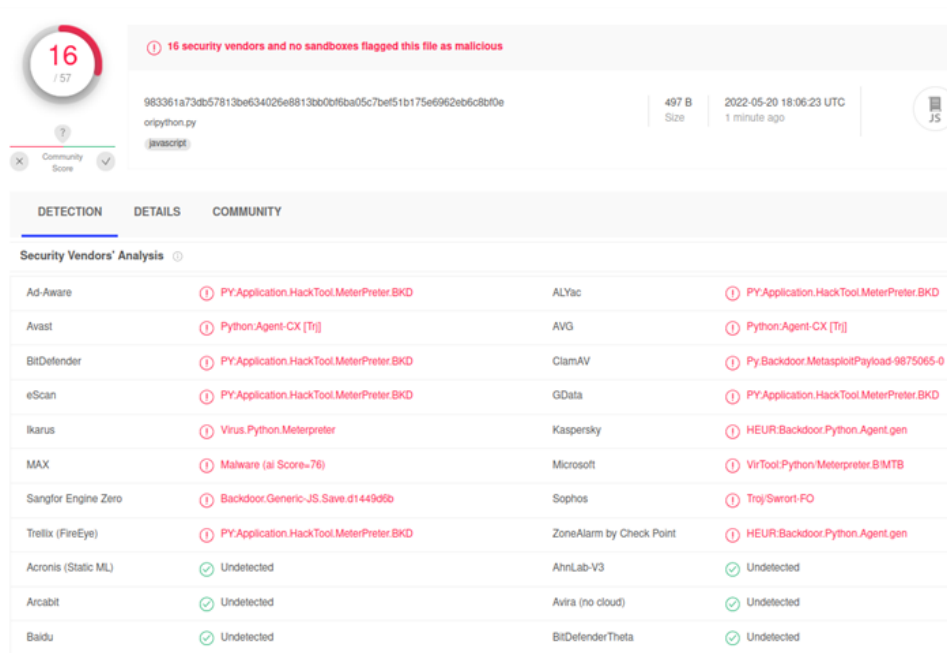 16
/ 57
16 security vendors and no sandboxes flagged this file as malicious
983361a73db57813be634026e8813bb0bf6ba05c7bef51b175e6962eb6c8bf0e
oripython.py
javascript
497 B
Size
2022-05-20 18:06:23 UTC
1 minute ago
JS
?
Community
Score
DETECTION DETAILS COMMUNITY
Security Vendors' Analysis
Ad-Aware PY:Application.HackTool.MeterPreter.BKD ALYac PY:Application.HackTool.MeterPreter.BKD
Avast Python:Agent-CX [Trj] AVG Python:Agent-CX [Trj]
BitDefender PY:Application.HackTool.MeterPreter.BKD ClamAV Py.Backdoor.MetasploitPayload-9875065-0
eScan PY:Application.HackTool.MeterPreter.BKD GData PY:Application.HackTool.MeterPreter.BKD
Ikarus Virus.Python.Meterpreter Kaspersky HEUR:Backdoor.Python.Agent.gen
MAX Malware (ai Score=76) Microsoft VirTool:Python/Meterpreter.B!MTB
Sangfor Engine Zero Backdoor.Generic-JS.Save.d1449d6b Sophos Troj/Swrort-FO
Trellix (FireEye) PY:Application.HackTool.MeterPreter.BKD ZoneAlarm by Check Point HEUR:Backdoor.Python.Agent.gen
Acronis (Static ML) Undetected AhnLab-V3 Undetected
Arcabit Undetected Avira (no cloud) Undetected
Baidu Undetected BitDefenderTheta Undetected